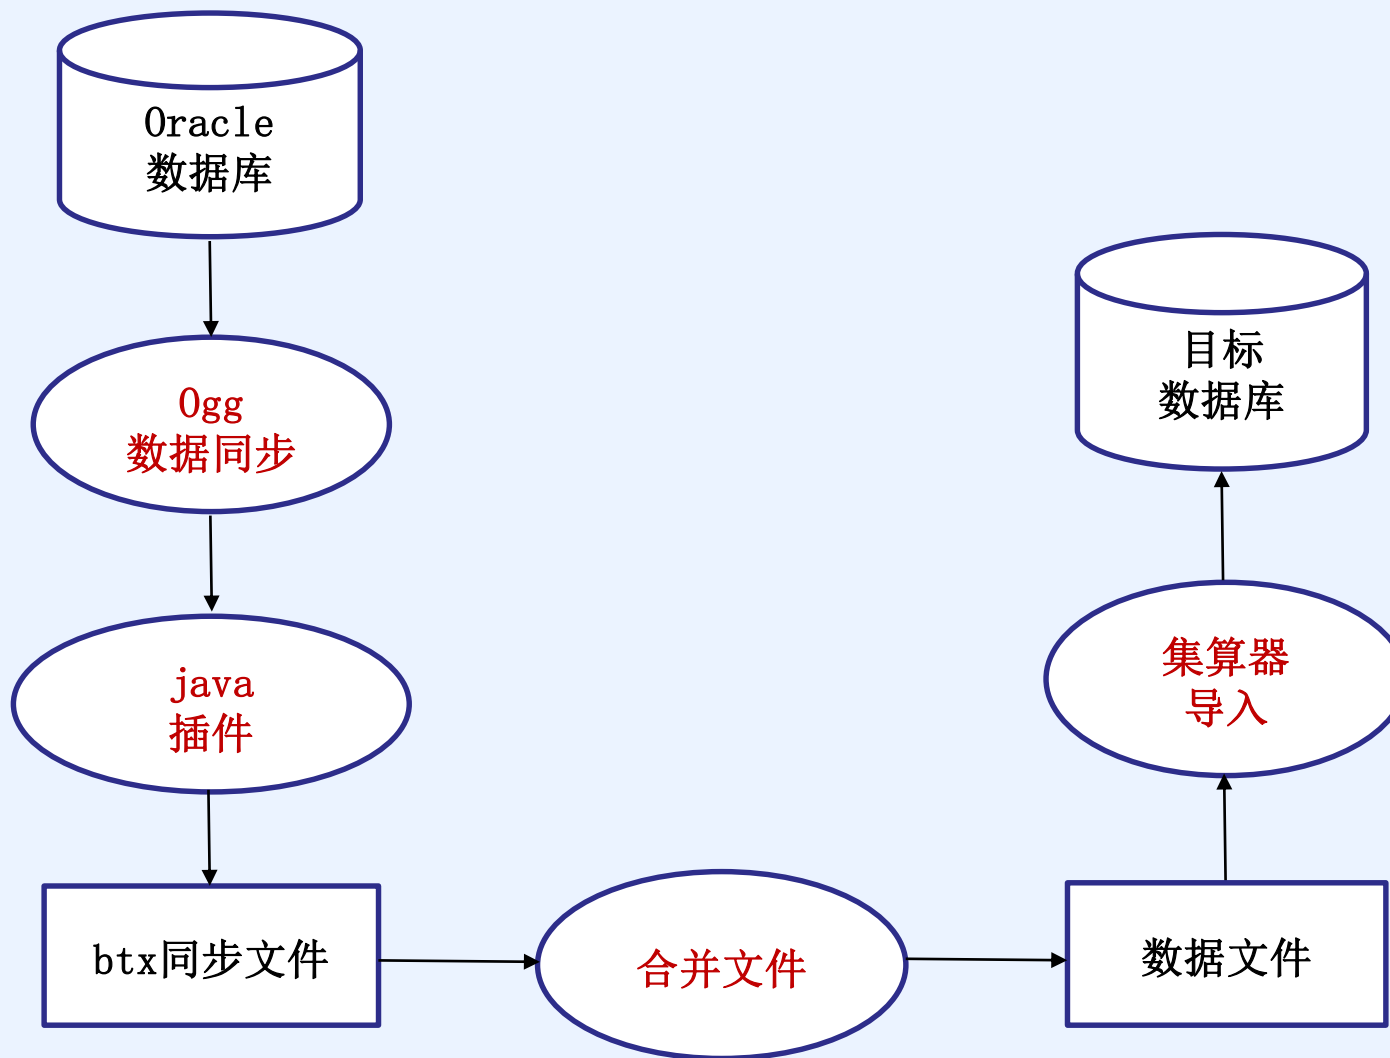 Oracle
数据库
Ogg
数据同步
java
插件
btx同步文件
合并文件
数据文件
集算器
导入
目标
数据库